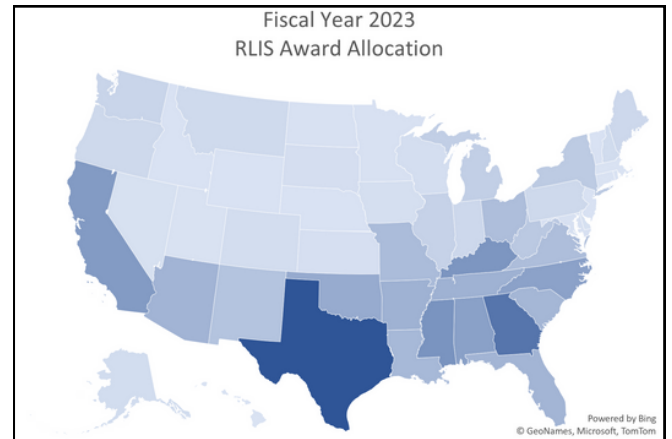 Fiscal Year 2023
RLIS Award Allocation
Powered by Bing
© GeoNames, Microsoft, TomTom